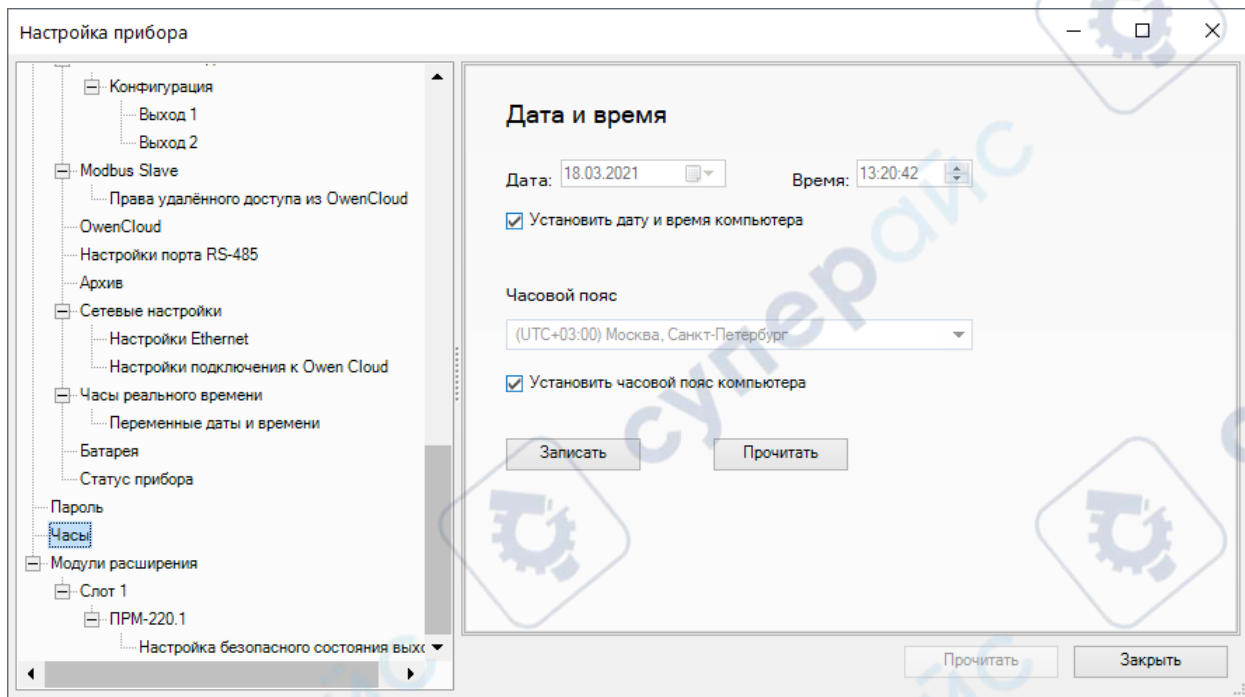 Настройка прибора
Конфигурация
Выход 1
Выход 2
Modbus Slave
Права удалённого доступа из OwenCloud
OwenCloud
Настройки порта RS-485
Архив
Сетевые настройки
Настройки Ethernet
Настройки подключения к Owen Cloud
Часы реального времени
Переменные даты и времени
Батарея
Статус прибора
Пароль
Часы
Модули расширения
Слот 1
ПРМ-220.1
Настройка безопасного состояния выхо
Дата и время
Дата: 18.03.2021 Время: 13:20:42
Установить дату и время компьютера
Часовой пояс
(UTC+03:00) Москва, Санкт-Петербург
Установить часовой пояс компьютера
Записать Прочитать
Прочитать Закрыть
суперайс